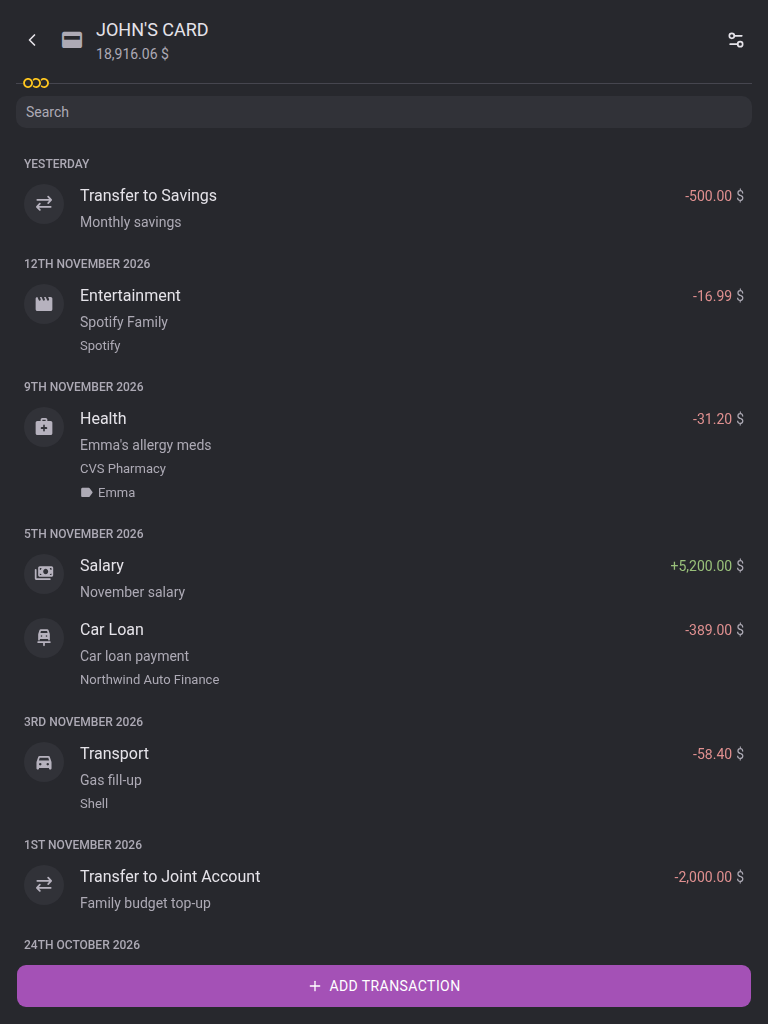 JOHN'S CARD
18,916.06 $
Search
YESTERDAY
Transfer to Savings -500.00 $
Monthly savings
12TH NOVEMBER 2026
Entertainment -16.99 $
Spotify Family
Spotify
9TH NOVEMBER 2026
Health -31.20 $
Emma's allergy meds
CVS Pharmacy
Emma
5TH NOVEMBER 2026
Salary +5,200.00 $
November salary
Car Loan -389.00 $
Car loan payment
Northwind Auto Finance
3RD NOVEMBER 2026
Transport -58.40 $
Gas fill-up
Shell
1ST NOVEMBER 2026
Transfer to Joint Account -2,000.00 $
Family budget top-up
24TH OCTOBER 2026
+ ADD TRANSACTION